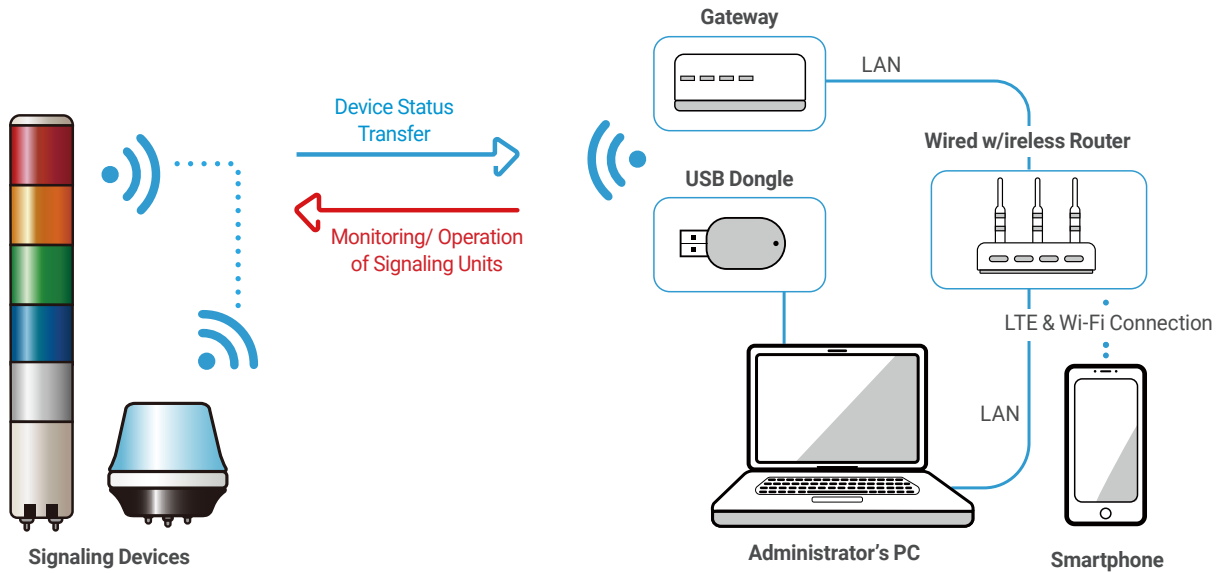 Gateway
LAN
Device Status
Transfer
Wired w/ireless Router
USB Dongle
Monitoring/ Operation
of Signaling Units
LTE & Wi-Fi Connection
LAN
Signaling Devices
Administrator's PC
Smartphone